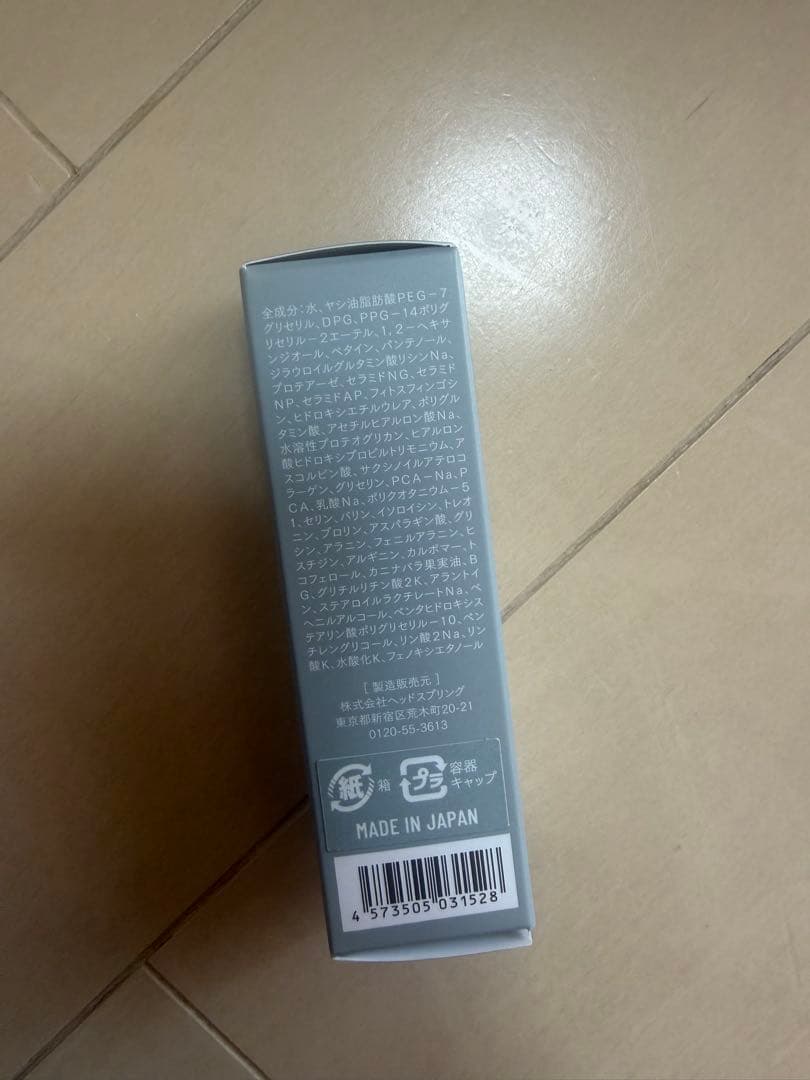 全成分:水、ヤシ油脂肪酸PEG-7
グリセリル、DPG、PPG-14ポリグ
リセリル-2エーテル、1,2-ヘキサ
ンジオール、ベタイン、パンテノール、
ジラウロイルグルタミン酸リシンNa、
プロテアーゼ、セラミドNG、セラミド
NP、セラミドAP、フィトスフィンゴシ
ン、ヒドロキシエチルウレア、ポリグル
タミン酸、アセチルヒアルロン酸Na、
水溶性プロテオグリカン、ヒアルロン
酸ヒドロキシプロピルトリモニウム、ア
スコルビン酸、サクシノイルアテロコ
ラーゲン、グリセリン、PCA-Na、P
CA、乳酸Na、ポリクオタニウム-5
1、セリン、バリン、イソロイシン、トレオ
ニン、プロリン、アスパラギン酸、グリ
シン、アラニン、フェニルアラニン、ヒ
スチジン、アルギニン、カルボマー、ト
コフェロール、カニナバラ果実油、B
G、グリチルリチン酸2K、アラントイ
ン、ステアロイルラクチレートNa、ベ
ヘニルアルコール、ペンタヒドロキシス
テアリン酸ポリグリセリル-10、ペン
チレングリコール、リン酸2Na、リン
酸K、水酸化K、フェノキシエタノール
[製造販売元]
株式会社ヘッドスプリング
東京都新宿区荒木町20-21
0120-55-3613
紙 箱 プラ 容器
キャップ
MADE IN JAPAN
4 573505 031528